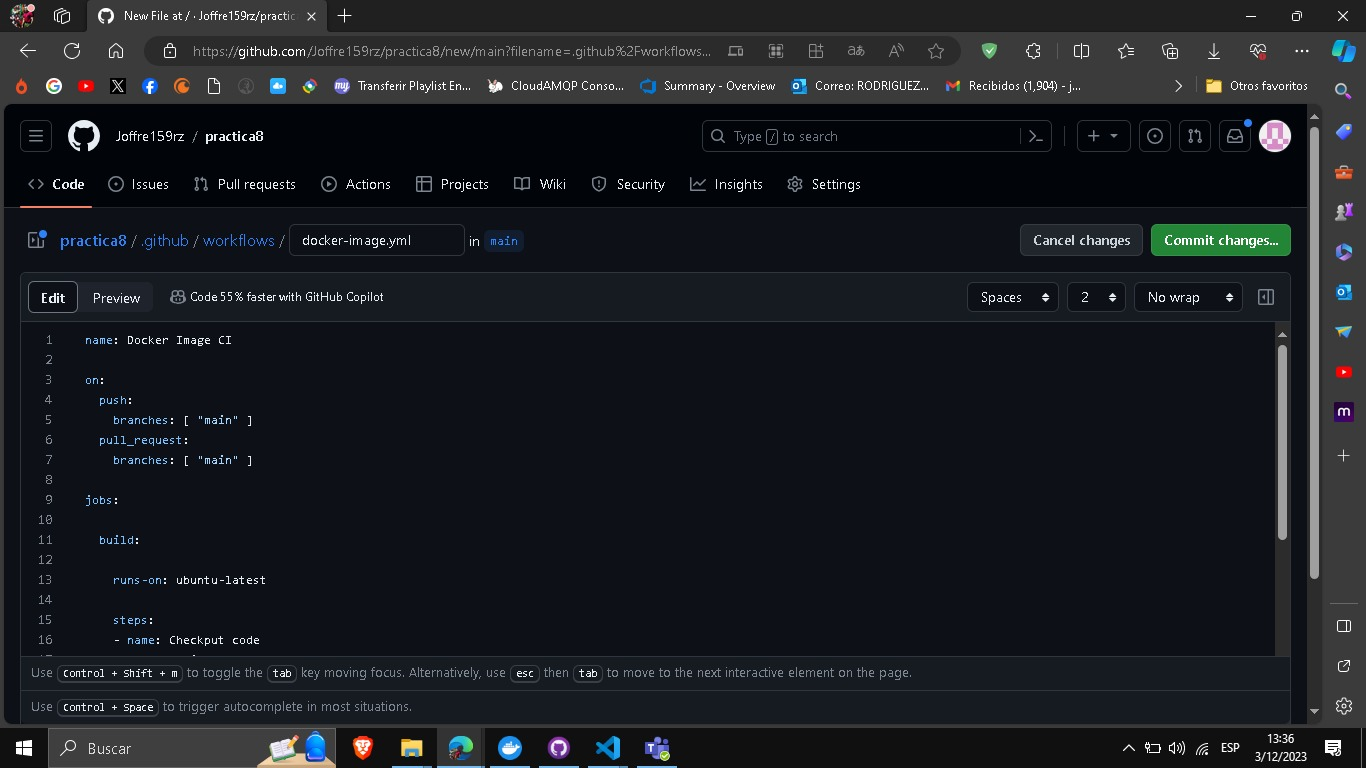 New File at / · Joffre159rz/practic
https://github.com/Joffre159rz/practica8/new/main?filename=.github%2Fworkflows...
Transferir Playlist En...
CloudAMQP Conso...
Summary - Overview
Correo: RODRIGUEZ...
Recibidos (1,904) - j...
Otros favoritos
Joffre159rz / practica8
Type / to search
Code
Issues
Pull requests
Actions
Projects
Wiki
Security
Insights
Settings
practica8 / .github / workflows / docker-image.yml in main
Cancel changes
Commit changes...
Edit
Preview
Code 55% faster with GitHub Copilot
Spaces
2
No wrap
1 name: Docker Image CI
2
3 on:
4 push:
5 branches: [ "main" ]
6 pull_request:
7 branches: [ "main" ]
8
9 jobs:
10
11 build:
12
13 runs-on: ubuntu-latest
14
15 steps:
16 - name: Checkput code
Use Control + Shift + m to toggle the tab key moving focus. Alternatively, use esc then tab to move to the next interactive element on the page.
Use Control + Space to trigger autocomplete in most situations.
Buscar
ESP
13:36
3/12/2023